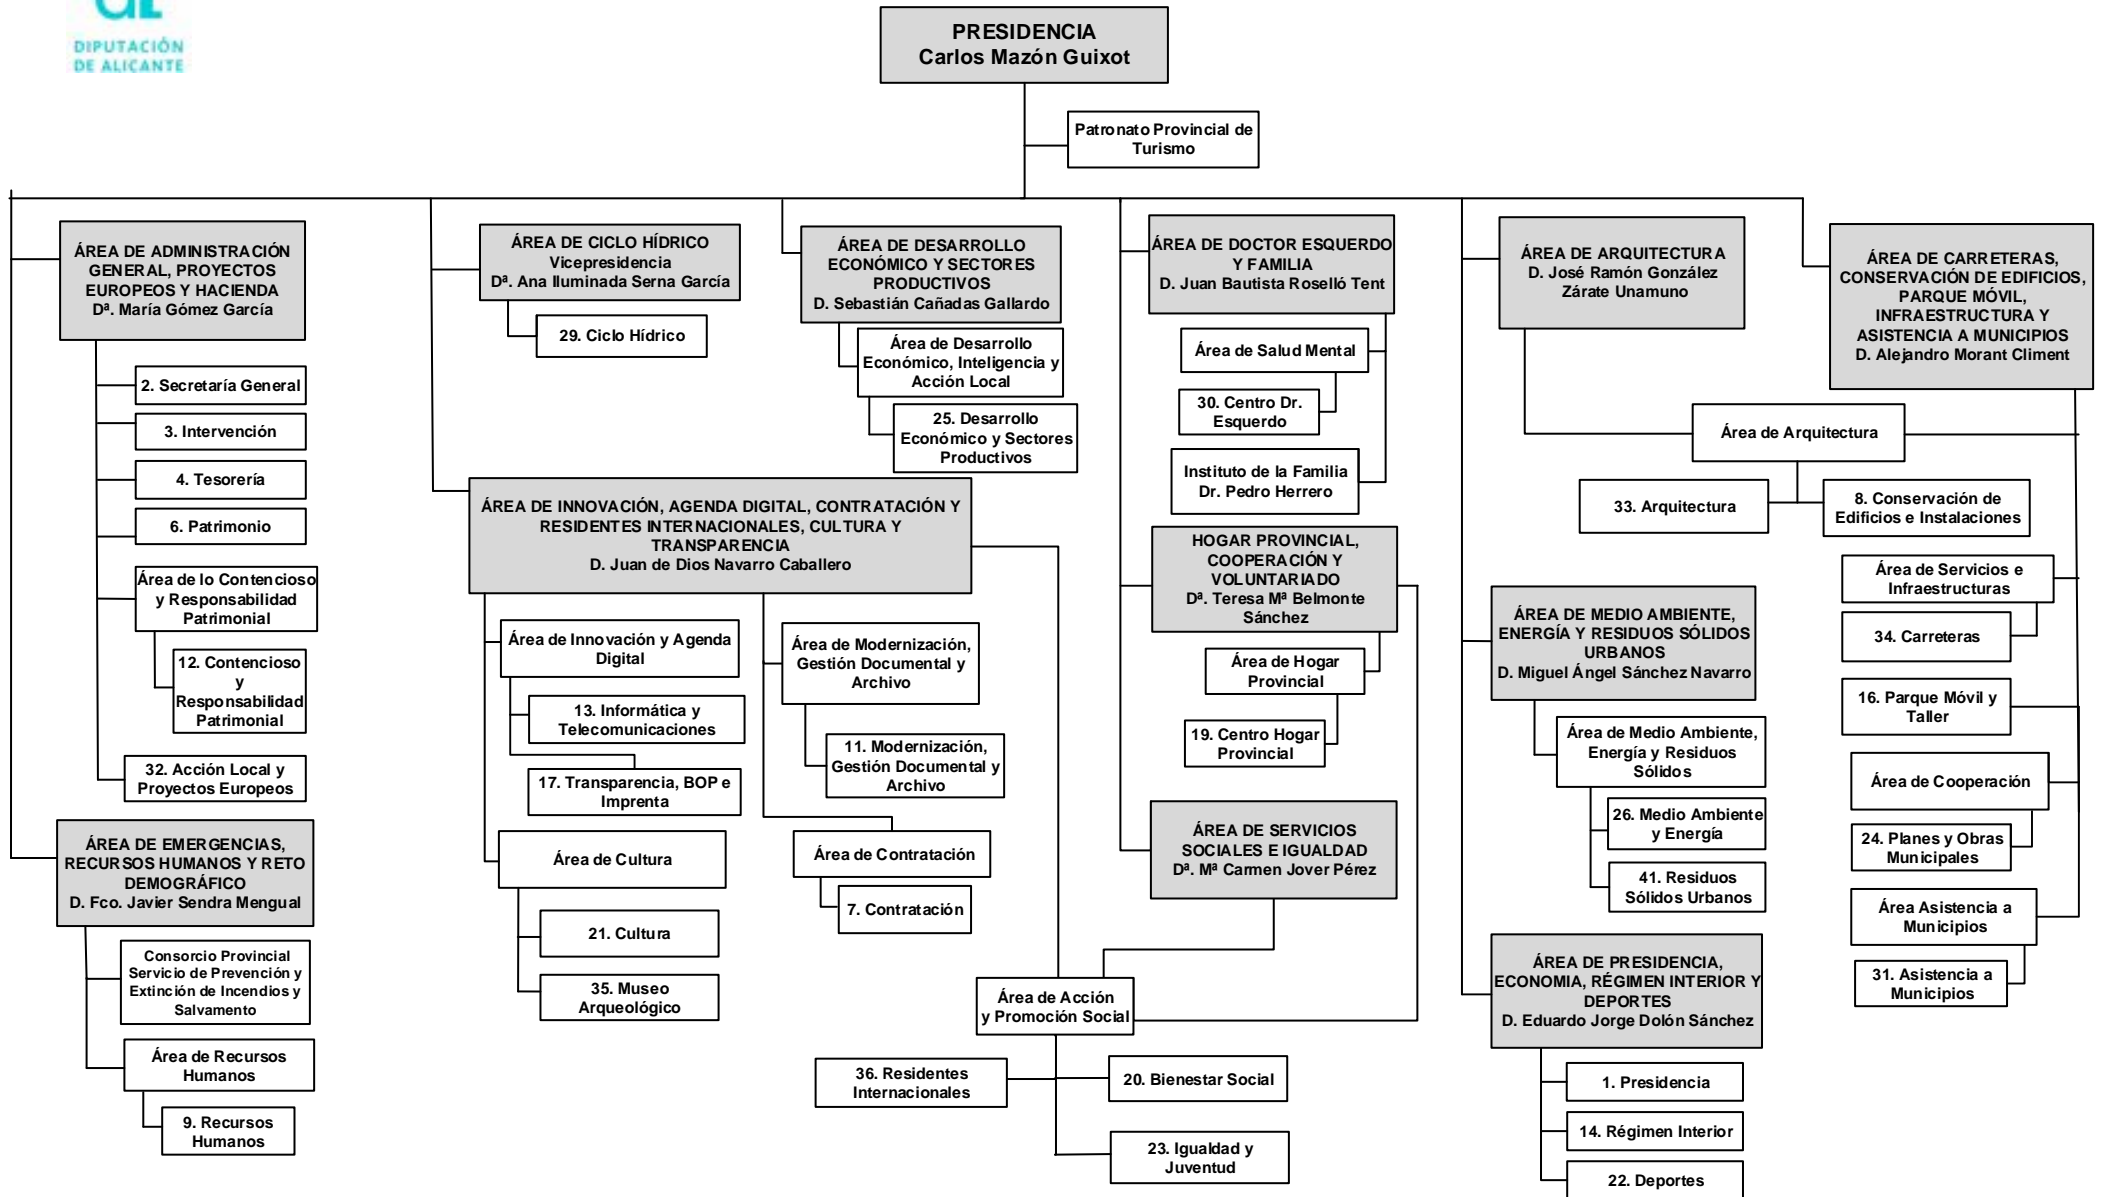 DIPUTACIÓN
DE ALICANTE
PRESIDENCIA
Carlos Mazón Guixot
Patronato Provincial de
Turismo
ÁREA DE ADMINISTRACIÓN
GENERAL, PROYECTOS
EUROPEOS Y HACIENDA
Dª. María Gómez García
2. Secretaría General
3. Intervención
4. Tesorería
6. Patrimonio
Área de lo Contencioso
y Responsabilidad
Patrimonial
12. Contencioso
y
Responsabilidad
Patrimonial
32. Acción Local y
Proyectos Europeos
ÁREA DE EMERGENCIAS,
RECURSOS HUMANOS Y RETO
DEMOGRÁFICO
D. Fco. Javier Sendra Mengual
Consorcio Provincial
Servicio de Prevención y
Extinción de Incendios y
Salvamento
Área de Recursos
Humanos
9. Recursos
Humanos
ÁREA DE CICLO HÍDRICO
Vicepresidencia
Dª. Ana Iluminada Serna García
29. Ciclo Hídrico
ÁREA DE DESARROLLO
ECONÓMICO Y SECTORES
PRODUCTIVOS
D. Sebastián Cañadas Gallardo
Área de Desarrollo
Económico, Inteligencia y
Acción Local
25. Desarrollo
Económico y Sectores
Productivos
ÁREA DE INNOVACIÓN, AGENDA DIGITAL, CONTRATACIÓN Y
RESIDENTES INTERNACIONALES, CULTURA Y
TRANSPARENCIA
D. Juan de Dios Navarro Caballero
Área de Innovación y Agenda
Digital
13. Informática y
Telecomunicaciones
17. Transparencia, BOP e
Imprenta
Área de Cultura
21. Cultura
35. Museo
Arqueológico
Área de Modernización,
Gestión Documental y
Archivo
11. Modernización,
Gestión Documental y
Archivo
Área de Contratación
7. Contratación
ÁREA DE DOCTOR ESQUERDO
Y FAMILIA
D. Juan Bautista Roselló Tent
Área de Salud Mental
30. Centro Dr.
Esquerdo
Instituto de la Familia
Dr. Pedro Herrero
HOGAR PROVINCIAL,
COOPERACIÓN Y
VOLUNTARIADO
Dª. Teresa Mª Belmonte
Sánchez
Área de Hogar
Provincial
19. Centro Hogar
Provincial
ÁREA DE SERVICIOS
SOCIALES E IGUALDAD
Dª. Mª Carmen Jover Pérez
Área de Acción
y Promoción Social
36. Residentes
Internacionales
20. Bienestar Social
23. Igualdad y
Juventud
ÁREA DE ARQUITECTURA
D. José Ramón González
Zárate Unamuno
Área de Arquitectura
33. Arquitectura
8. Conservación de
Edificios e Instalaciones
ÁREA DE MEDIO AMBIENTE,
ENERGÍA Y RESIDUOS SÓLIDOS
URBANOS
D. Miguel Ángel Sánchez Navarro
Área de Medio Ambiente,
Energía y Residuos
Sólidos
26. Medio Ambiente
y Energía
41. Residuos
Sólidos Urbanos
ÁREA DE PRESIDENCIA,
ECONOMIA, RÉGIMEN INTERIOR Y
DEPORTES
D. Eduardo Jorge Dolón Sánchez
1. Presidencia
14. Régimen Interior
22. Deportes
ÁREA DE CARRETERAS,
CONSERVACIÓN DE EDIFICIOS,
PARQUE MÓVIL,
INFRAESTRUCTURA Y
ASISTENCIA A MUNICIPIOS
D. Alejandro Morant Climent
Área de Servicios e
Infraestructuras
34. Carreteras
16. Parque Móvil y
Taller
Área de Cooperación
24. Planes y Obras
Municipales
Área Asistencia a
Municipios
31. Asistencia a
Municipios